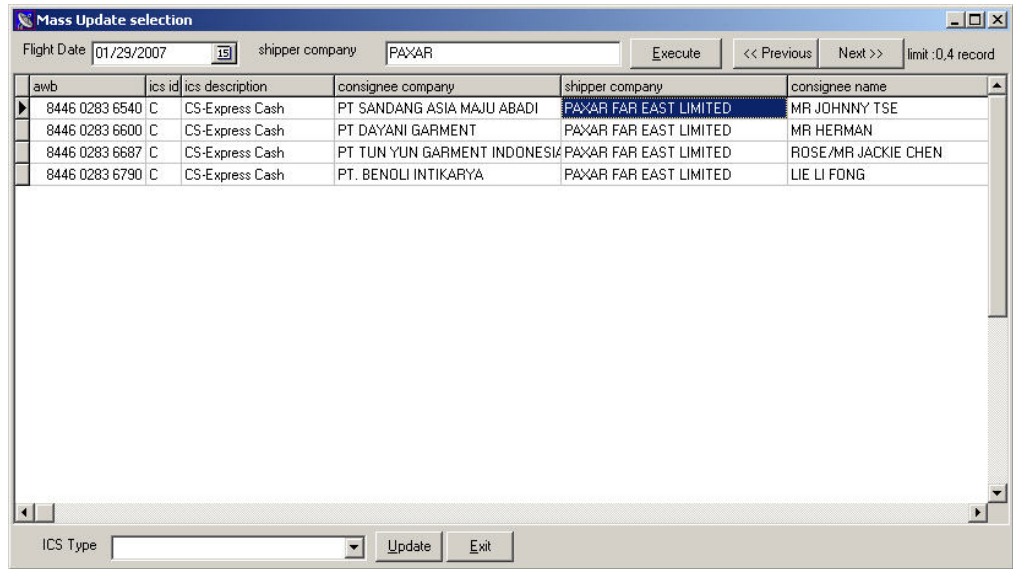 Mass Update selection
Flight Date 01/29/2007 15 shipper company PAXAR Execute << Previous Next >> limit :0,4 record
awb ics id ics description consignee company shipper company consignee name
8446 0283 6540 C CS-Express Cash PT SANDANG ASIA MAJU ABADI PAXAR FAR EAST LIMITED MR JOHNNY TSE
8446 0283 6600 C CS-Express Cash PT DAYANI GARMENT PAXAR FAR EAST LIMITED MR HERMAN
8446 0283 6687 C CS-Express Cash PT TUN YUN GARMENT INDONESIA PAXAR FAR EAST LIMITED ROSE/MR JACKIE CHEN
8446 0283 6790 C CS-Express Cash PT. BENOLI INTIKARYA PAXAR FAR EAST LIMITED LIE LI FONG
ICS Type Update Exit